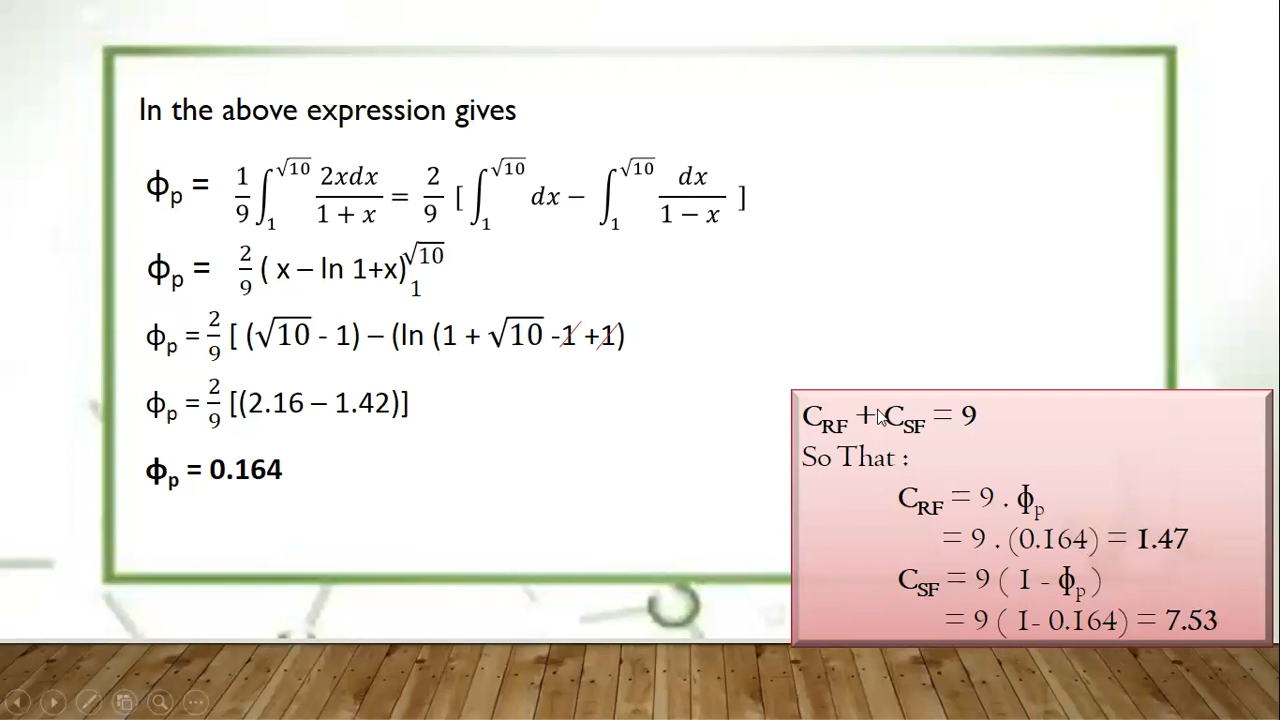 In the above expression gives
ϕp = 1/9 ∫₁^√10 2xdx/(1 + x) = 2/9 [ ∫₁^√10 dx − ∫₁^√10 dx/(1 − x) ]
ϕp = 2/9 ( x – ln 1+x)₁^√10
ϕp = 2/9 [ (√10 - 1) – (ln (1 + √10 -1 +1)
ϕp = 2/9 [(2.16 – 1.42)]
ϕp = 0.164
CRF + CSF = 9
So That :
CRF = 9 . ϕp
= 9 . (0.164) = 1.47
CSF = 9 ( 1 - ϕp )
= 9 ( 1- 0.164) = 7.53